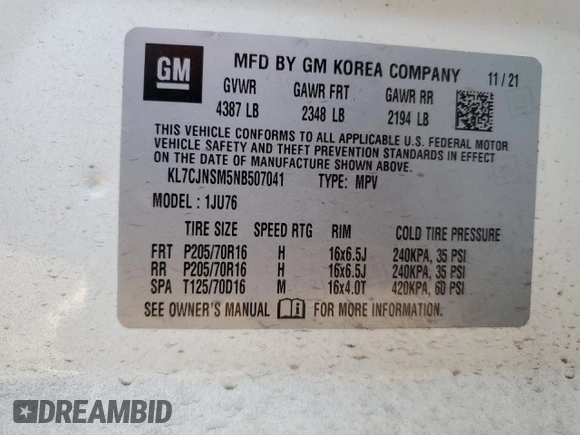 GM
MFD BY GM KOREA COMPANY 11 / 21
GVWR GAWR FRT GAWR RR
4387 LB 2348 LB 2194 LB
THIS VEHICLE CONFORMS TO ALL APPLICABLE U.S. FEDERAL MOTOR
VEHICLE SAFETY AND THEFT PREVENTION STANDARDS IN EFFECT
ON THE DATE OF MANUFACTURE SHOWN ABOVE.
KL7CJNSM5NB507041 TYPE: MPV
MODEL : 1JU76
TIRE SIZE SPEED RTG RIM COLD TIRE PRESSURE
FRT P205/70R16 H 16x6.5J 240KPA, 35 PSI
RR P205/70R16 H 16x6.5J 240KPA, 35 PSI
SPA T125/70D16 M 16x4.0T 420KPA, 60 PSI
SEE OWNER'S MANUAL i FOR MORE INFORMATION.
DREAMBID